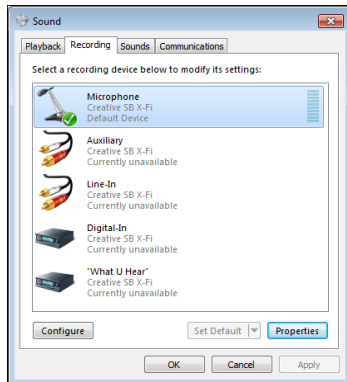 Sound
Playback Recording Sounds Communications
Select a recording device below to modify its settings:
Microphone
Creative SB X-Fi
Default Device
Auxiliary
Creative SB X-Fi
Currently unavailable
Line-In
Creative SB X-Fi
Currently unavailable
Digital-In
Creative SB X-Fi
Currently unavailable
"What U Hear"
Creative SB X-Fi
Currently unavailable
Configure Set Default Properties
OK Cancel Apply